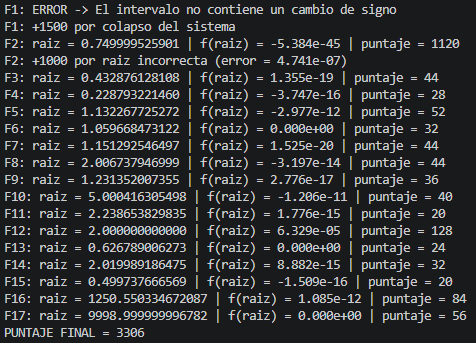 F1: ERROR -> El intervalo no contiene un cambio de signo
F1: +1500 por colapso del sistema
F2: raiz = 0.749999525901 | f(raiz) = -5.384e-45 | puntaje = 1120
F2: +1000 por raiz incorrecta (error = 4.741e-07)
F3: raiz = 0.432876128108 | f(raiz) = 1.355e-19 | puntaje = 44
F4: raiz = 0.228793221460 | f(raiz) = -3.747e-16 | puntaje = 28
F5: raiz = 1.132267725272 | f(raiz) = -2.977e-12 | puntaje = 52
F6: raiz = 1.059668473122 | f(raiz) = 0.000e+00 | puntaje = 32
F7: raiz = 1.151292546497 | f(raiz) = 1.525e-20 | puntaje = 44
F8: raiz = 2.006737946999 | f(raiz) = -3.197e-14 | puntaje = 44
F9: raiz = 1.231352007355 | f(raiz) = 2.776e-17 | puntaje = 36
F10: raiz = 5.000416305498 | f(raiz) = -1.206e-11 | puntaje = 40
F11: raiz = 2.238653829835 | f(raiz) = 1.776e-15 | puntaje = 20
F12: raiz = 2.000000000000 | f(raiz) = 6.329e-05 | puntaje = 128
F13: raiz = 0.626789006273 | f(raiz) = 0.000e+00 | puntaje = 24
F14: raiz = 2.019989186475 | f(raiz) = 8.882e-15 | puntaje = 32
F15: raiz = 0.499737666569 | f(raiz) = -1.509e-16 | puntaje = 20
F16: raiz = 1250.550334672087 | f(raiz) = 1.085e-12 | puntaje = 84
F17: raiz = 9998.999999996782 | f(raiz) = 0.000e+00 | puntaje = 56
PUNTAJE FINAL = 3306